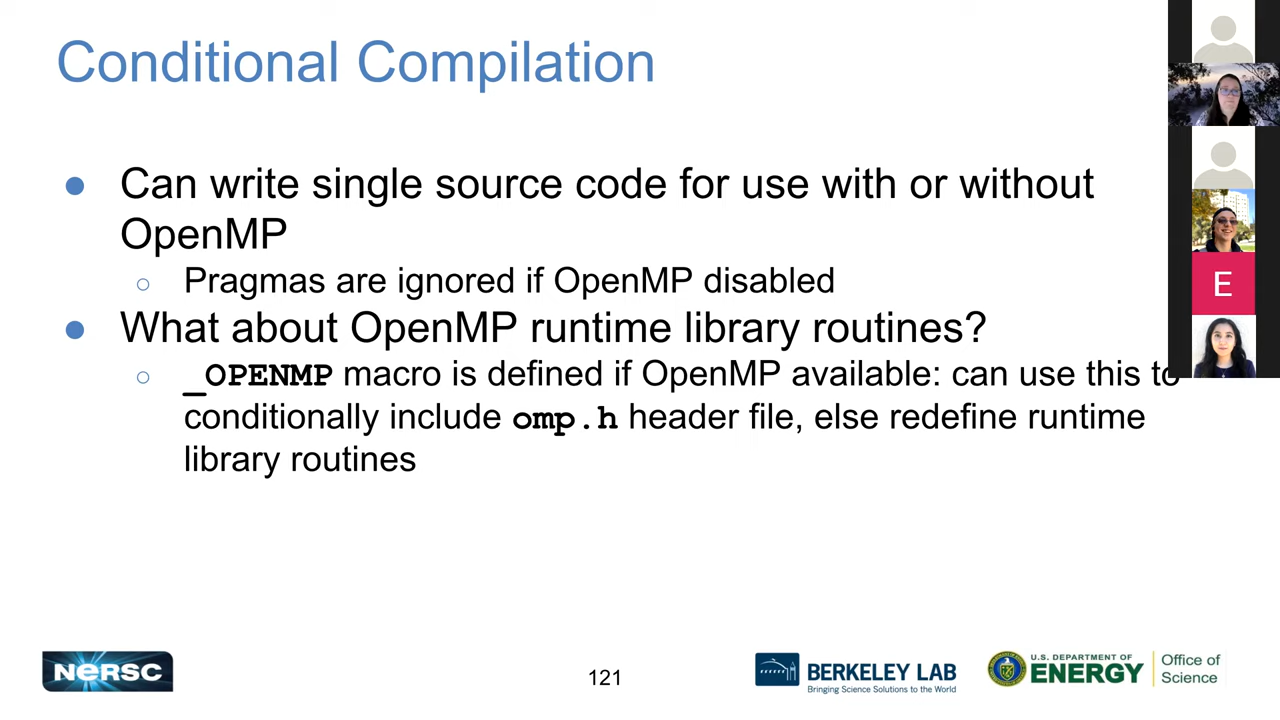 Conditional Compilation
● Can write single source code for use with or without
OpenMP
○ Pragmas are ignored if OpenMP disabled
● What about OpenMP runtime library routines?
○ _OPENMP macro is defined if OpenMP available: can use this to
conditionally include omp.h header file, else redefine runtime
library routines
E
NERSC
121
BERKELEY LAB
Bringing Science Solutions to the World
U.S. DEPARTMENT OF
ENERGY
Office of
Science